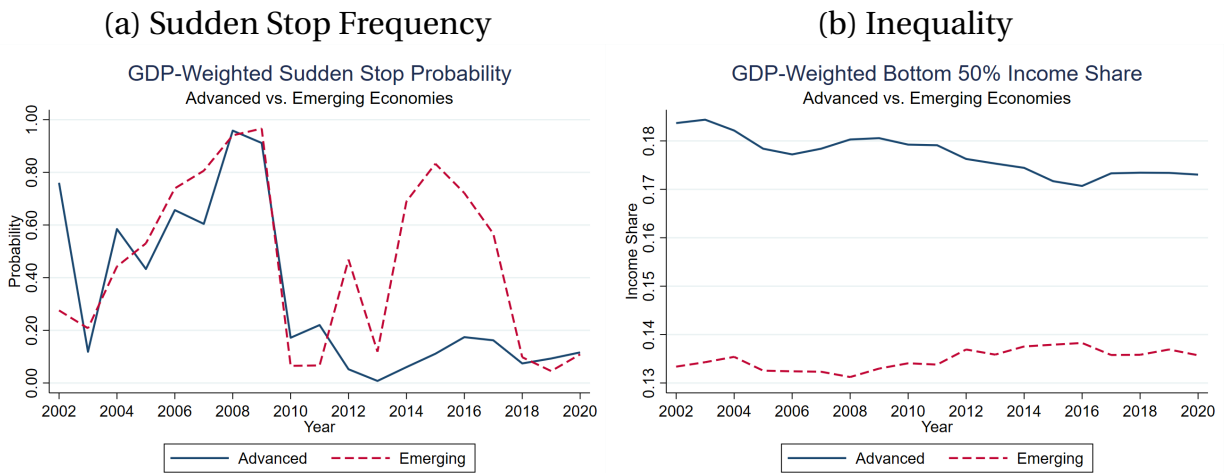 (a) Sudden Stop Frequency
GDP-Weighted Sudden Stop Probability
Advanced vs. Emerging Economies
Probability
1.00
0.80
0.60
0.40
0.20
0.00
2002 2004 2006 2008 2010 2012 2014 2016 2018 2020
Year
Advanced Emerging
(b) Inequality
GDP-Weighted Bottom 50% Income Share
Advanced vs. Emerging Economies
Income Share
0.18
0.17
0.16
0.15
0.14
0.13
2002 2004 2006 2008 2010 2012 2014 2016 2018 2020
Year
Advanced Emerging